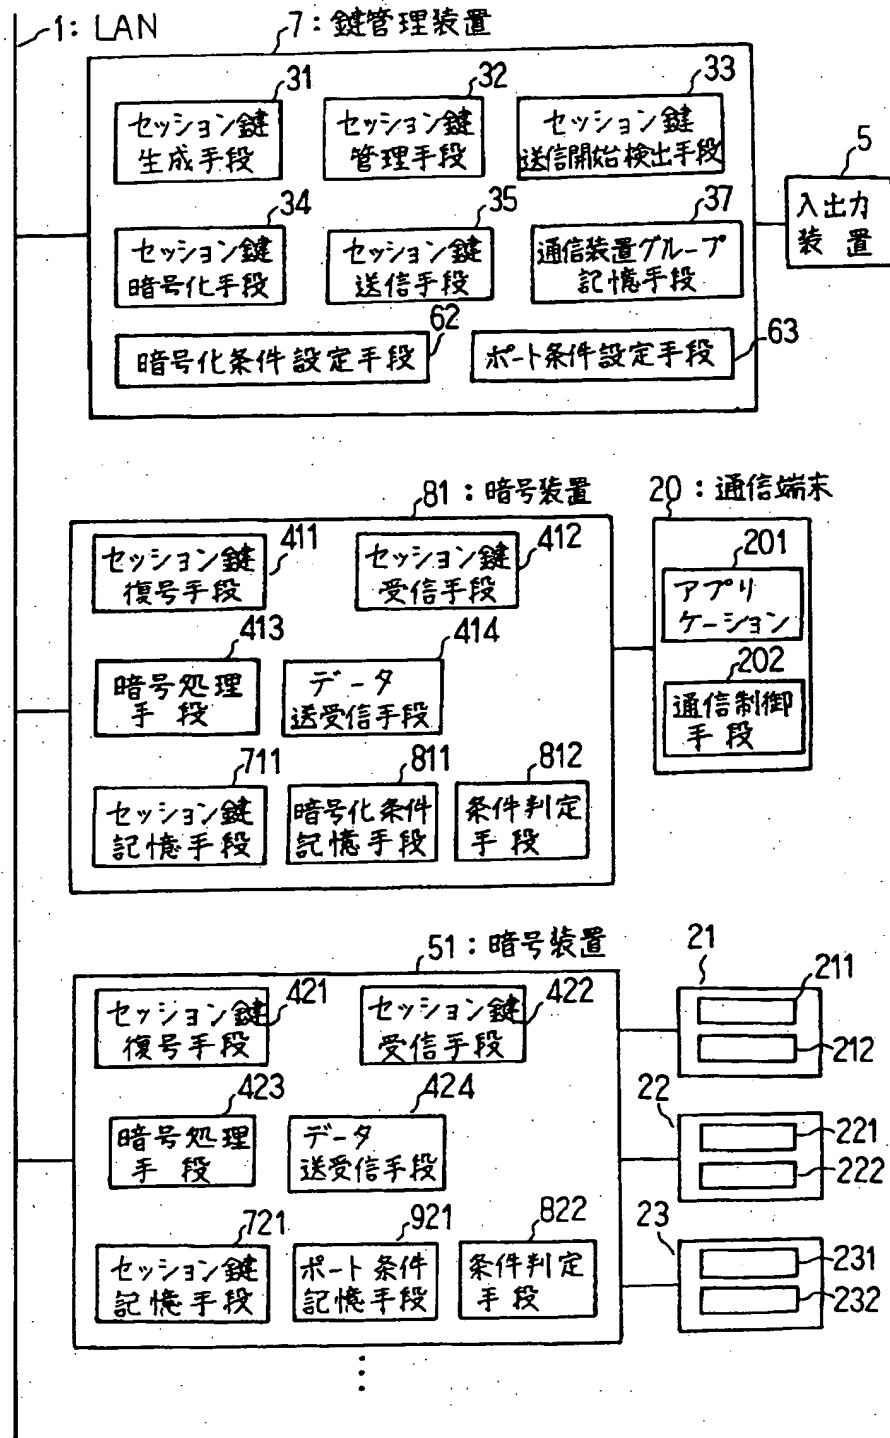 1: LAN
7: 鍵管理装置
31
セッション鍵
生成手段
32
セッション鍵
管理手段
33
セッション鍵
送信開始検出手段
5
入出力
装置
34
セッション鍵
暗号化手段
35
セッション鍵
送信手段
37
通信装置グループ
記憶手段
62
暗号化条件設定手段
63
ポート条件設定手段
81: 暗号装置
20: 通信端末
411
セッション鍵
復号手段
412
セッション鍵
受信手段
201
アプリ
ケーション
413
暗号処理
手段
414
データ
送受信手段
202
通信制御
手段
711
セッション鍵
記憶手段
811
暗号化条件
記憶手段
812
条件判定
手段
51: 暗号装置
21
211
212
421
セッション鍵
復号手段
422
セッション鍵
受信手段
22
221
222
423
暗号処理
手段
424
データ
送受信手段
23
231
232
721
セッション鍵
記憶手段
921
ポート条件
記憶手段
822
条件判定
手段